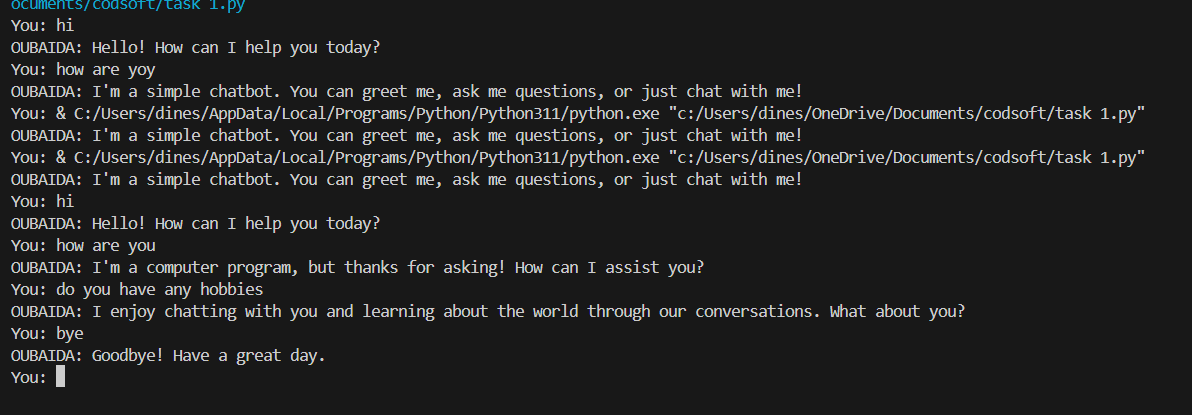 ocuments/codsoft/task 1.py"
You: hi
OUBAIDA: Hello! How can I help you today?
You: how are yoy
OUBAIDA: I'm a simple chatbot. You can greet me, ask me questions, or just chat with me!
You: & C:/Users/dines/AppData/Local/Programs/Python/Python311/python.exe "c:/Users/dines/OneDrive/Documents/codsoft/task 1.py"
OUBAIDA: I'm a simple chatbot. You can greet me, ask me questions, or just chat with me!
You: & C:/Users/dines/AppData/Local/Programs/Python/Python311/python.exe "c:/Users/dines/OneDrive/Documents/codsoft/task 1.py"
OUBAIDA: I'm a simple chatbot. You can greet me, ask me questions, or just chat with me!
You: hi
OUBAIDA: Hello! How can I help you today?
You: how are you
OUBAIDA: I'm a computer program, but thanks for asking! How can I assist you?
You: do you have any hobbies
OUBAIDA: I enjoy chatting with you and learning about the world through our conversations. What about you?
You: bye
OUBAIDA: Goodbye! Have a great day.
You: